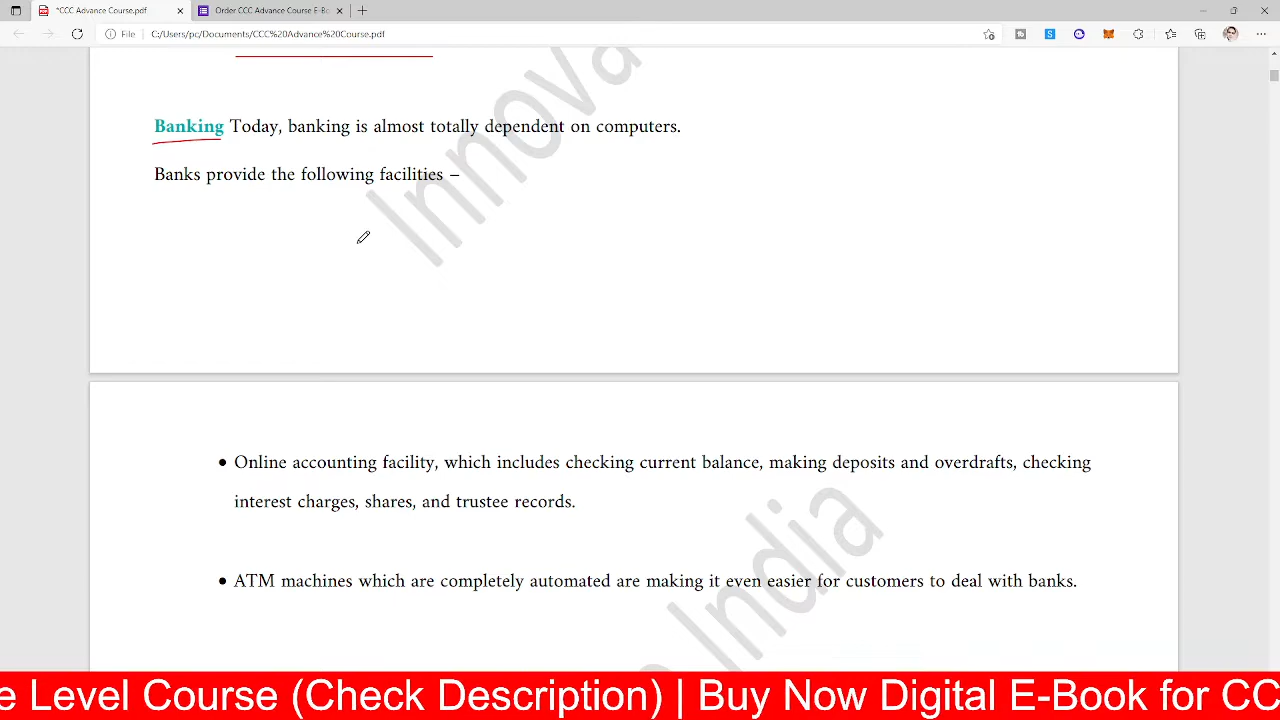 *CCC Advance Course.pdf
Order CCC Advance Course E-Bo
File
C:/Users/pc/Documents/CCC%20Advance%20Course.pdf
Innova
Banking Today, banking is almost totally dependent on computers.
Banks provide the following facilities –
• Online accounting facility, which includes checking current balance, making deposits and overdrafts, checking
interest charges, shares, and trustee records.
• ATM machines which are completely automated are making it even easier for customers to deal with banks.
India
e Level Course (Check Description) | Buy Now Digital E-Book for CC